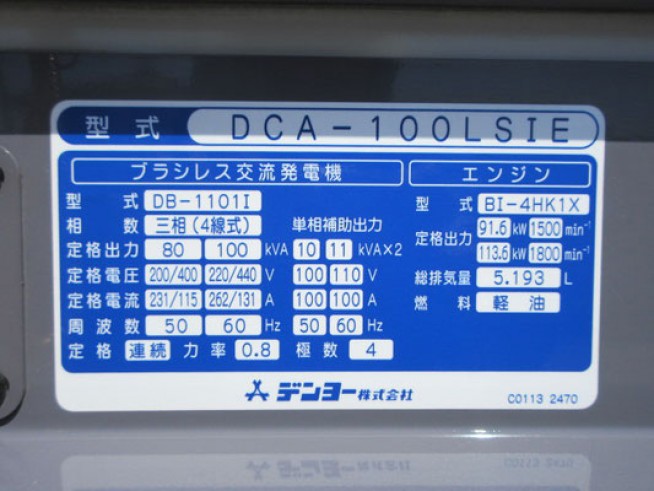 型式 DCA-100LSIE
ブラシレス交流発電機
型式 DB-1101I
相数 三相(4線式) 単相補助出力
定格出力 80 100 kVA 10 11 kVA×2
定格電圧 200/400 220/440 V 100 110 V
定格電流 231/115 262/131 A 100 100 A
周波数 50 60 Hz 50 60 Hz
定格 連続 力率 0.8 極数 4
エンジン
型式 BI-4HK1X
定格出力 91.6 kW 1500 min⁻¹
113.6 kW 1800 min⁻¹
総排気量 5.193 L
燃料 軽油
デンヨー株式会社
C0113 2470